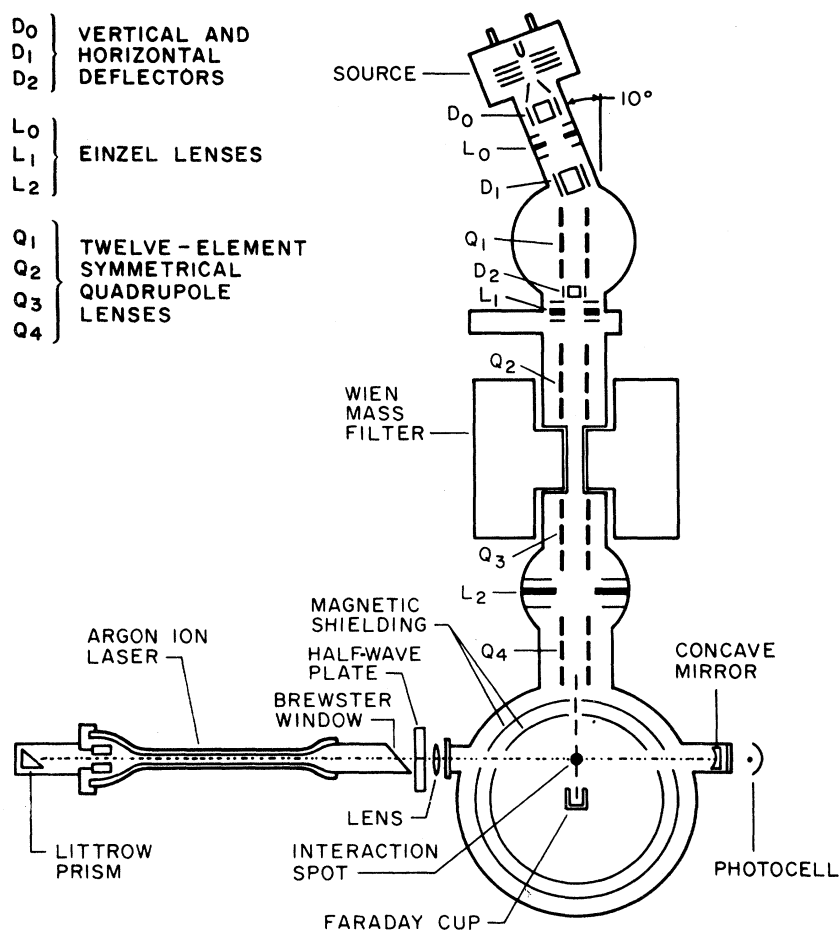 D0
D1
D2
VERTICAL AND
HORIZONTAL
DEFLECTORS
L0
L1
L2
EINZEL LENSES
Q1
Q2
Q3
Q4
TWELVE-ELEMENT
SYMMETRICAL
QUADRUPOLE
LENSES
SOURCE
10°
D0
L0
D1
Q1
D2
L1
Q2
WIEN
MASS
FILTER
Q3
L2
MAGNETIC
SHIELDING
Q4
ARGON ION
LASER
HALF-WAVE
PLATE
BREWSTER
WINDOW
CONCAVE
MIRROR
LENS
LITTROW
PRISM
INTERACTION
SPOT
PHOTOCELL
FARADAY CUP